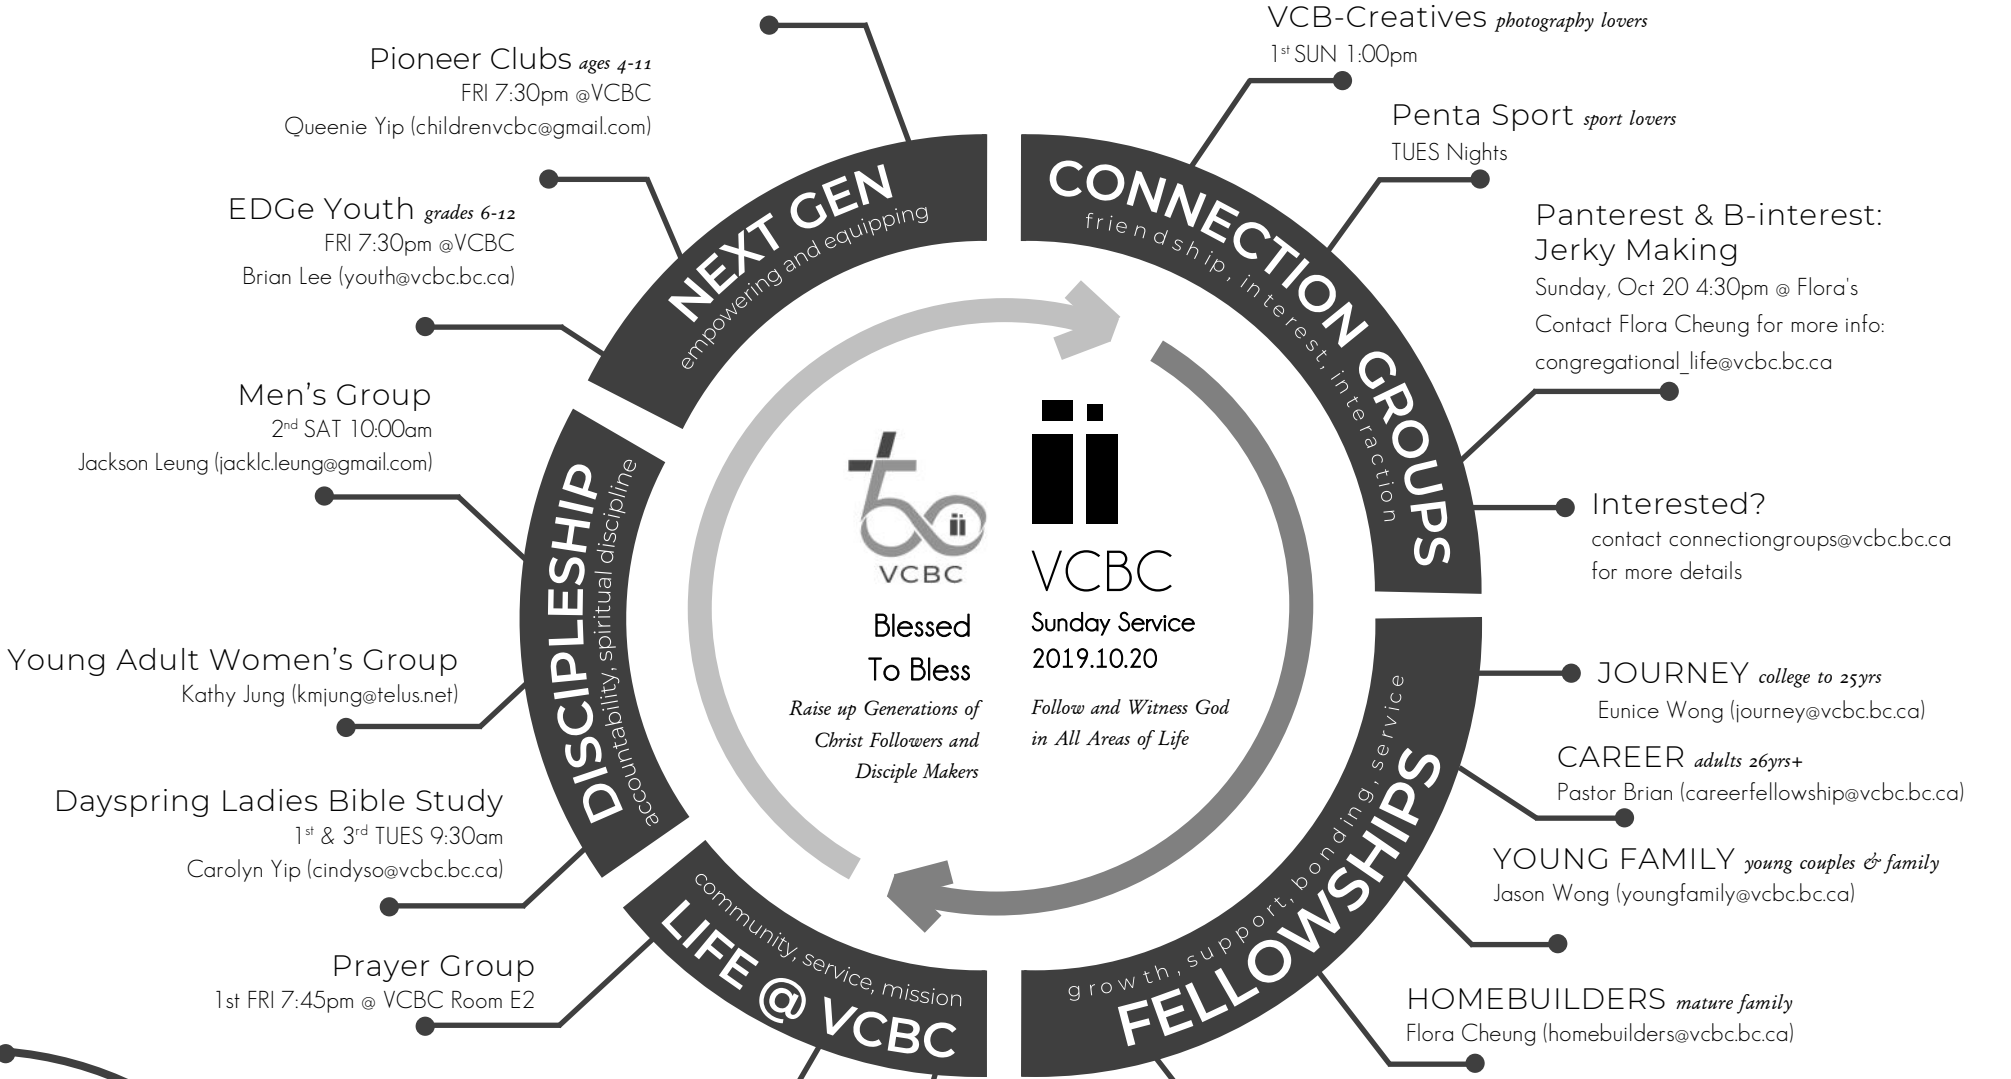 Pioneer Clubs ages 4-11
FRI 7:30pm @VCBC
Queenie Yip (childrenvcbc@gmail.com)
EDGe Youth grades 6-12
FRI 7:30pm @VCBC
Brian Lee (youth@vcbc.bc.ca)
NEXT GEN
empowering and equipping
Men's Group
2nd SAT 10:00am
Jackson Leung (jacklc.leung@gmail.com)
Young Adult Women's Group
Kathy Jung (kmjung@telus.net)
Dayspring Ladies Bible Study
1st & 3rd TUES 9:30am
Carolyn Yip (cindyso@vcbc.bc.ca)
DISCIPLESHIP
accountability, spiritual discipline
Prayer Group
1st FRI 7:45pm @ VCBC Room E2
community, service, mission
LIFE @ VCBC
VCBC
Blessed
To Bless
Raise up Generations of
Christ Followers and
Disciple Makers
ii
VCBC
Sunday Service
2019.10.20
Follow and Witness God
in All Areas of Life
VCB-Creatives photography lovers
1st SUN 1:00pm
Penta Sport sport lovers
TUES Nights
Panterest & B-interest:
Jerky Making
Sunday, Oct 20 4:30pm @ Flora's
Contact Flora Cheung for more info:
congregational_life@vcbc.bc.ca
Interested?
contact connectiongroups@vcbc.bc.ca
for more details
CONNECTION GROUPS
friendship, interest, interaction
JOURNEY college to 25yrs
Eunice Wong (journey@vcbc.bc.ca)
CAREER adults 26yrs+
Pastor Brian (careerfellowship@vcbc.bc.ca)
YOUNG FAMILY young couples & family
Jason Wong (youngfamily@vcbc.bc.ca)
HOMEBUILDERS mature family
Flora Cheung (homebuilders@vcbc.bc.ca)
growth, support, bonding, service
FELLOWSHIPS